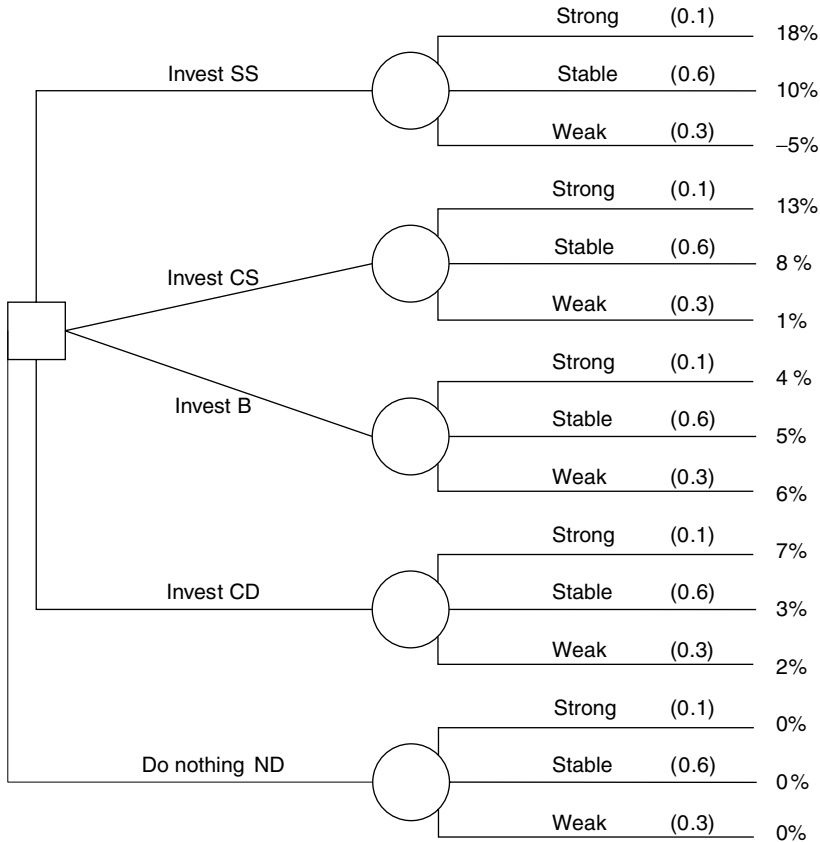 Strong (0.1) 18%
Invest SS Stable (0.6) 10%
Weak (0.3) –5%
Strong (0.1) 13%
Invest CS Stable (0.6) 8 %
Weak (0.3) 1%
Strong (0.1) 4 %
Invest B Stable (0.6) 5%
Weak (0.3) 6%
Strong (0.1) 7%
Invest CD Stable (0.6) 3%
Weak (0.3) 2%
Strong (0.1) 0%
Do nothing ND Stable (0.6) 0%
Weak (0.3) 0%